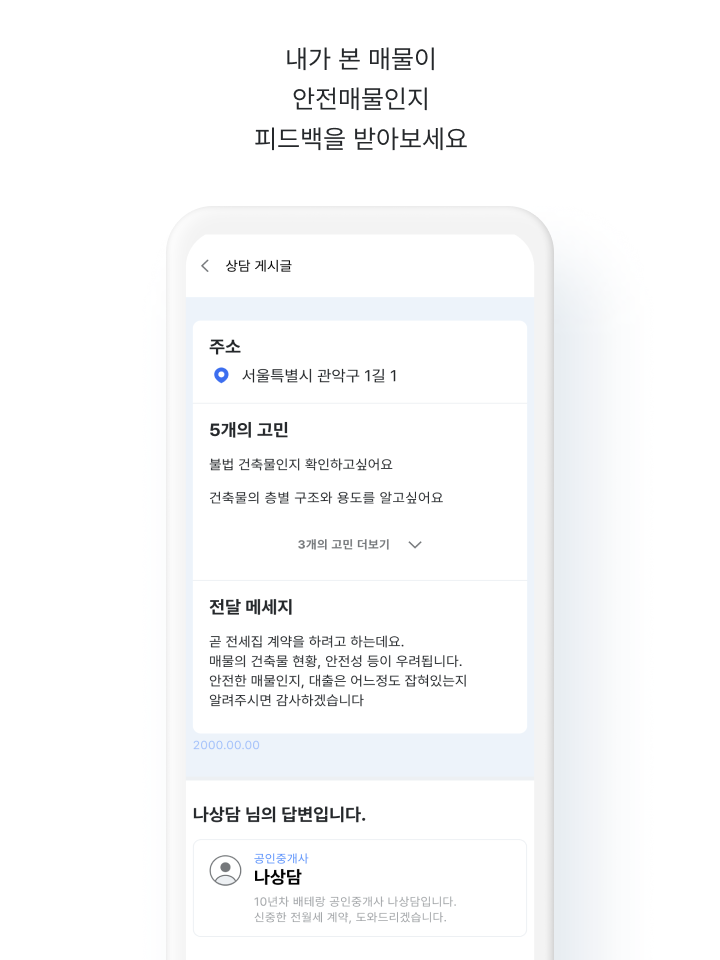 내가 본 매물이
안전매물인지
피드백을 받아보세요
상담 게시글
주소
서울특별시 관악구 1길 1
5개의 고민
불법 건축물인지 확인하고싶어요
건축물의 층별 구조와 용도를 알고싶어요
3개의 고민 더보기
전달 메세지
곧 전세집 계약을 하려고 하는데요.
매물의 건축물 현황, 안전성 등이 우려됩니다.
안전한 매물인지, 대출은 어느정도 잡혀있는지
알려주시면 감사하겠습니다
2000.00.00
나상담 님의 답변입니다.
공인중개사
나상담
10년차 배테랑 공인중개사 나상담입니다.
신중한 전월세 계약, 도와드리겠습니다.